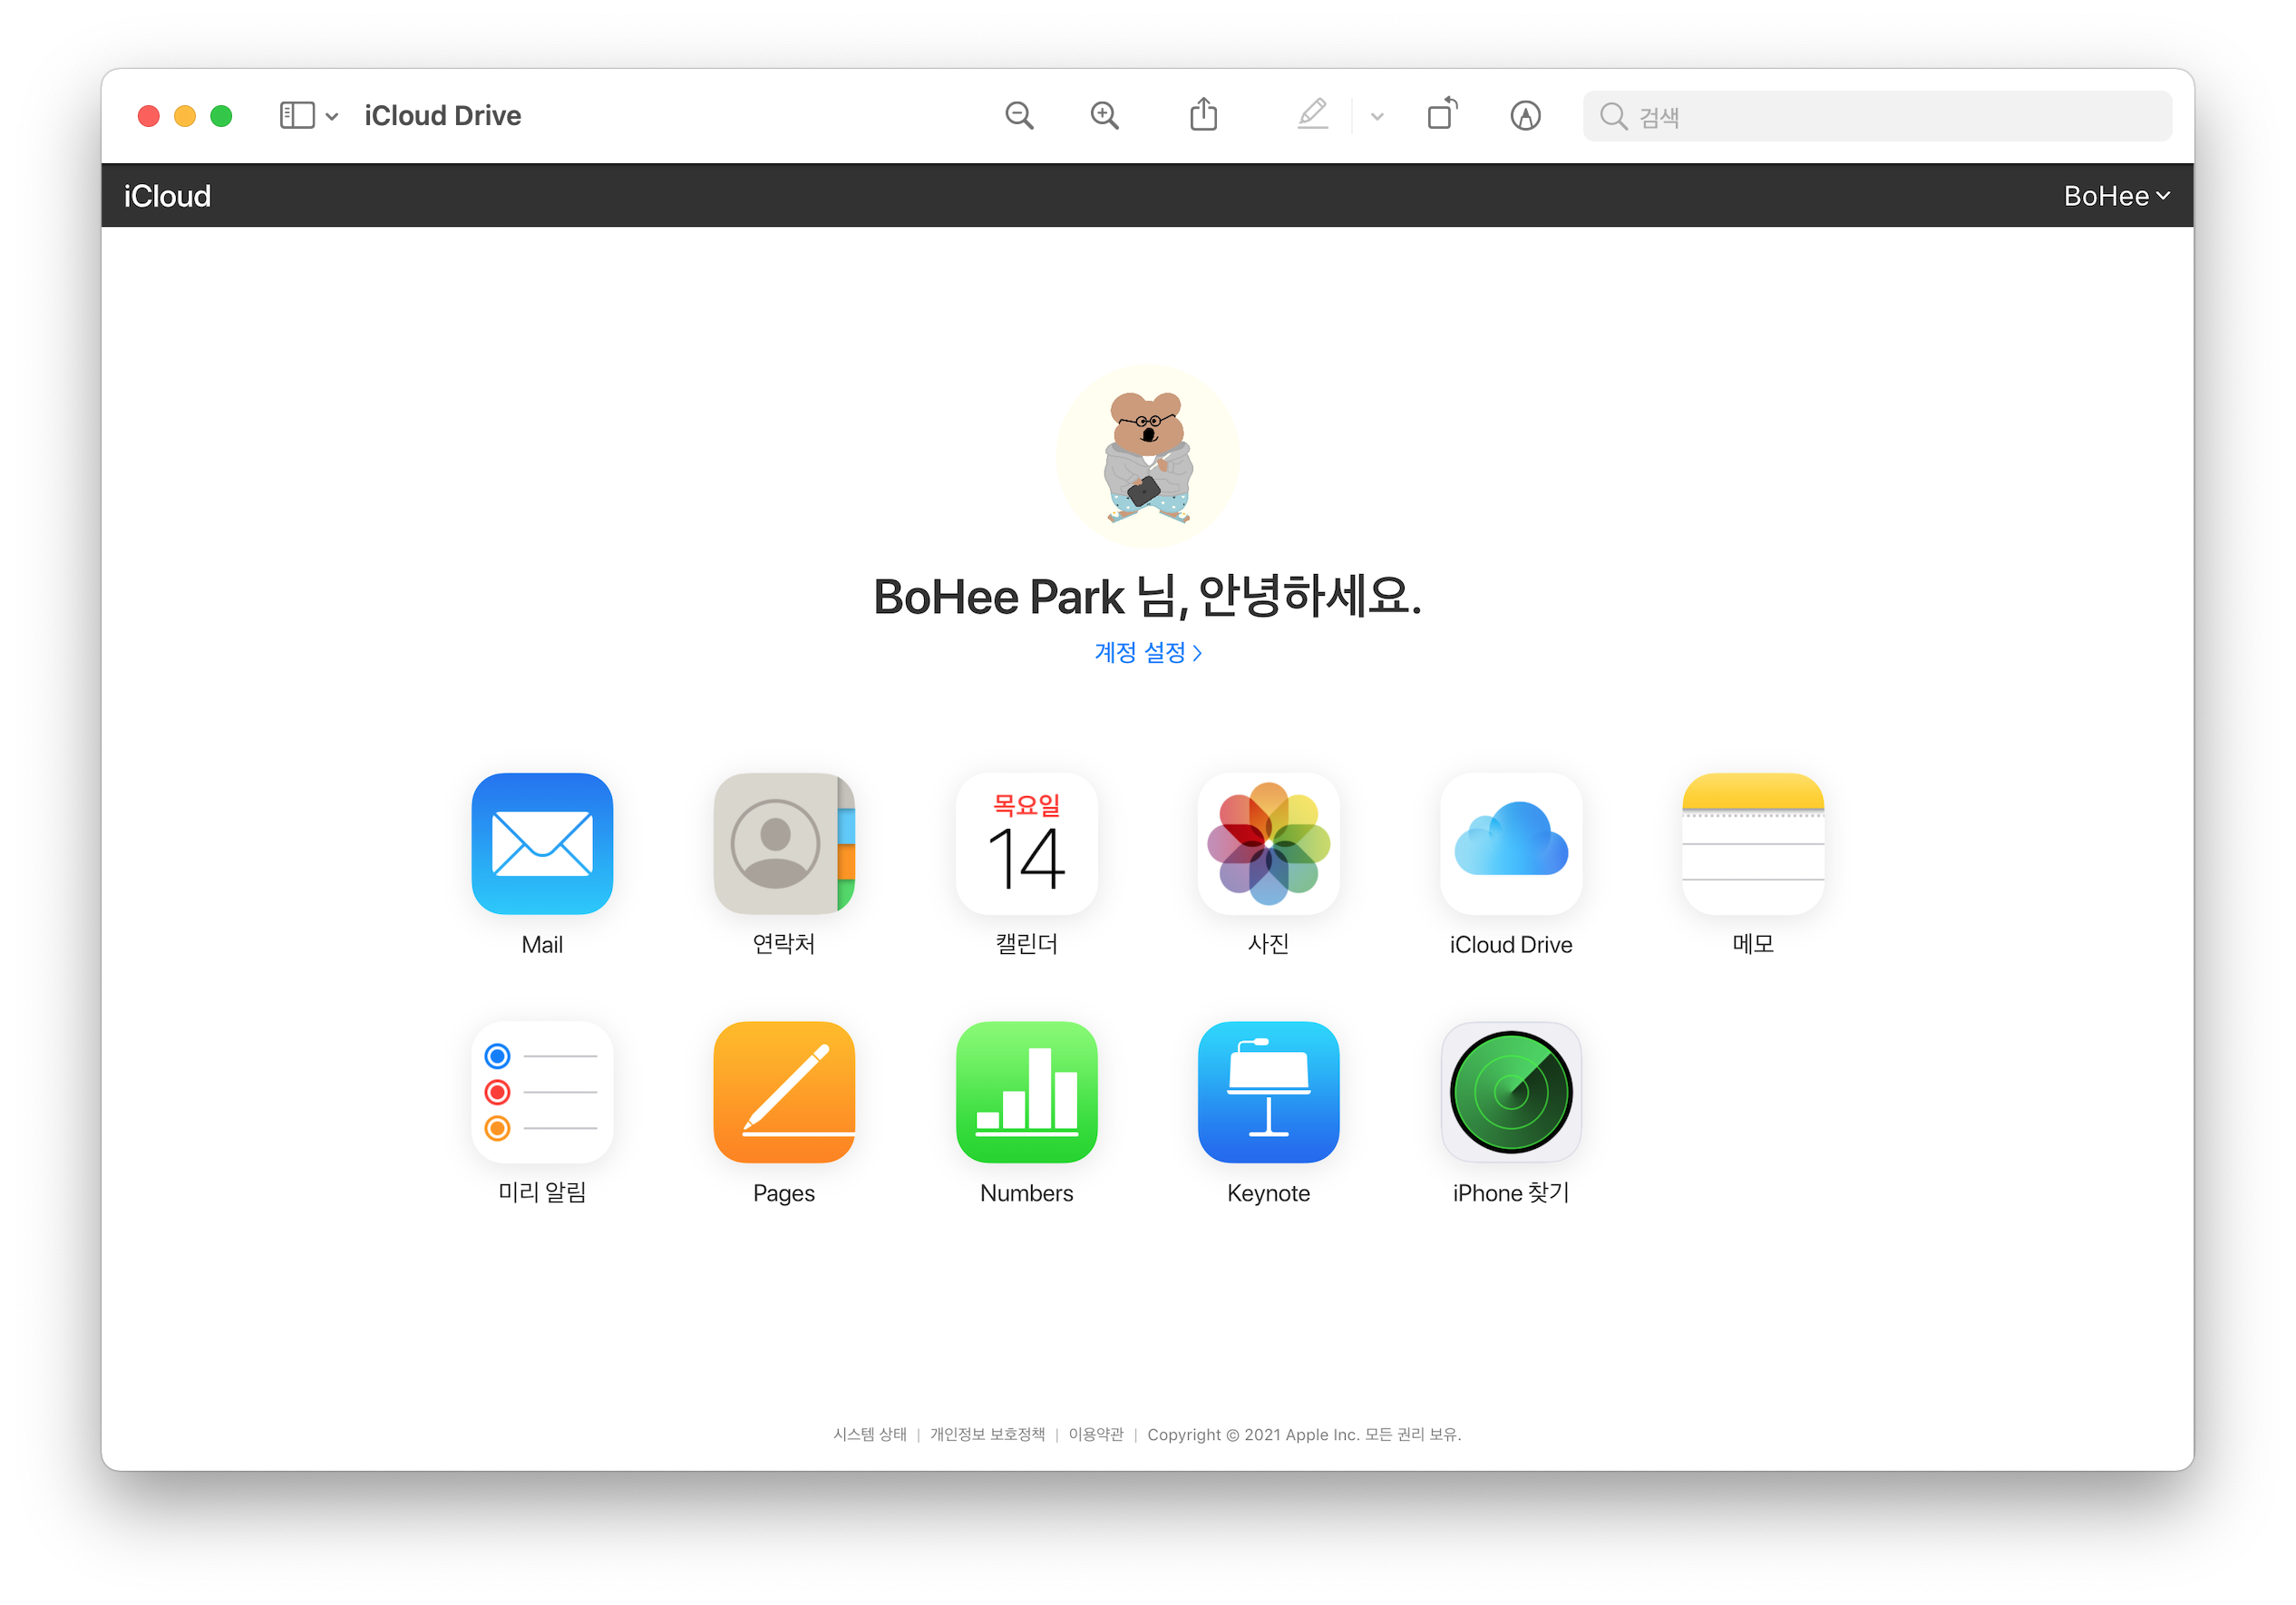 iCloud Drive
검색
iCloud
BoHee
BoHee Park 님, 안녕하세요.
계정 설정
목요일
14
Mail
연락처
캘린더
사진
iCloud Drive
메모
미리 알림
Pages
Numbers
Keynote
iPhone 찾기
시스템 상태 | 개인정보 보호정책 | 이용약관 | Copyright © 2021 Apple Inc. 모든 권리 보유.